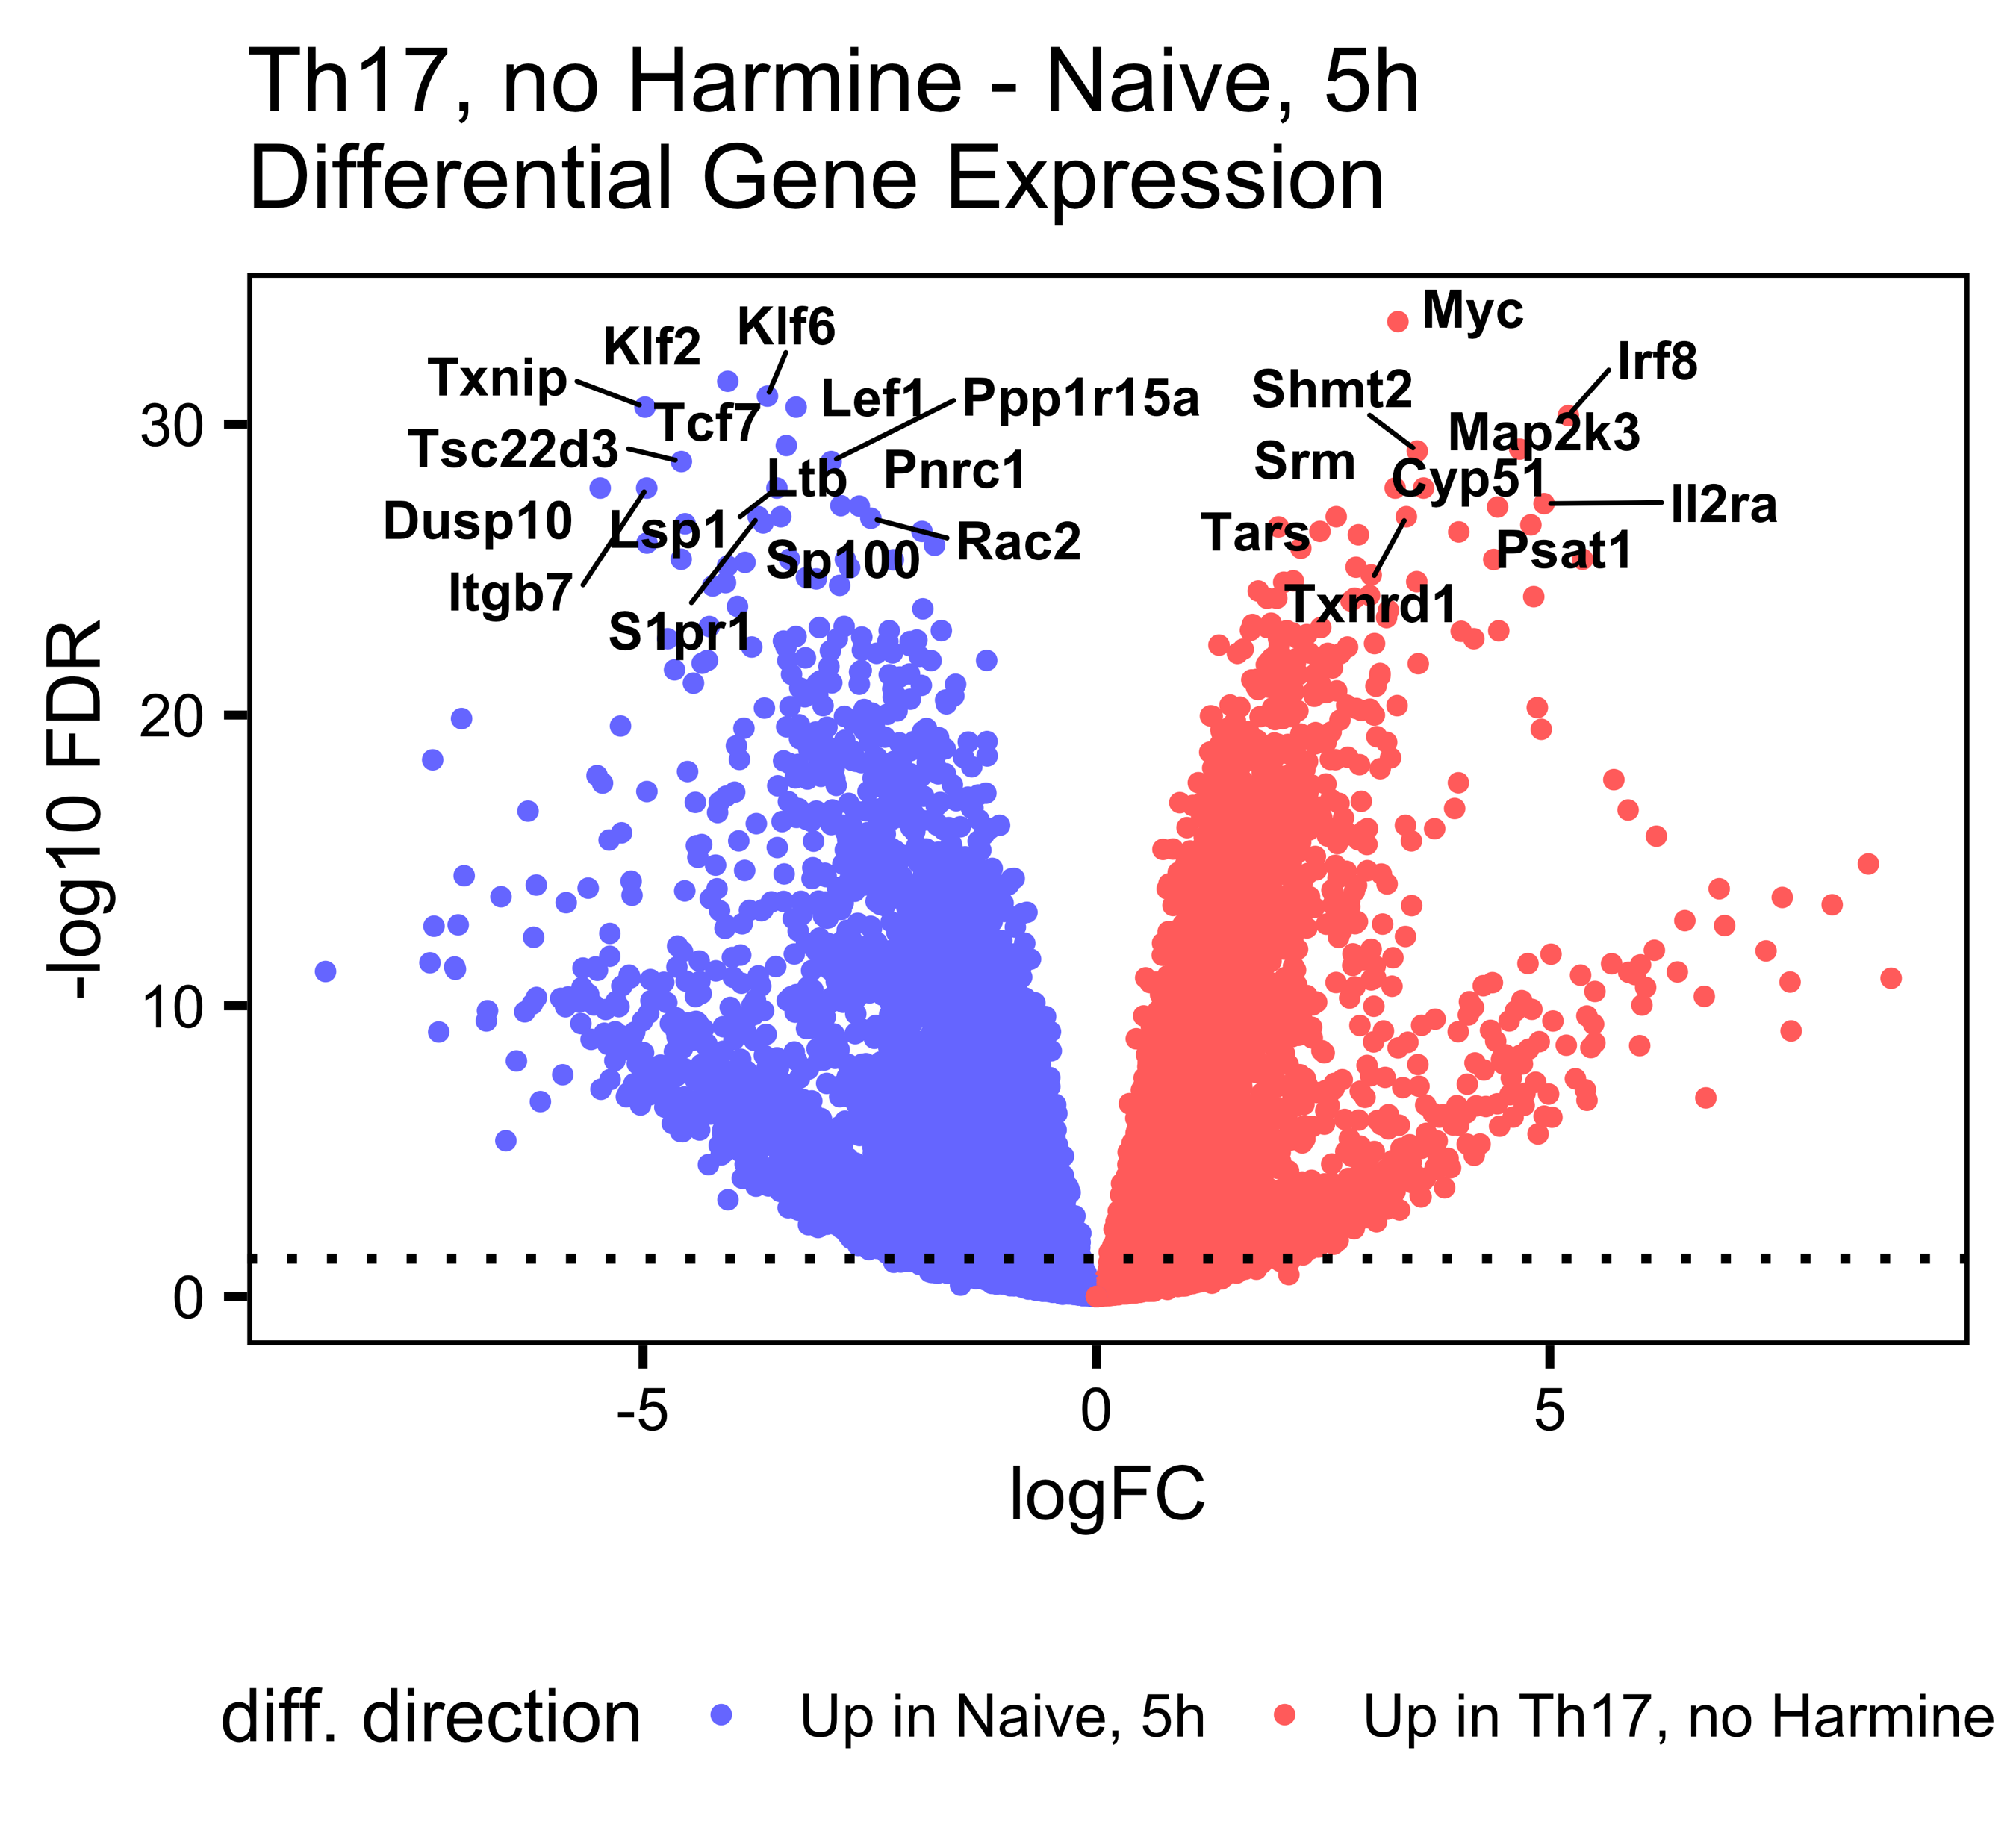 Th17, no Harmine - Naive, 5h
Differential Gene Expression
Myc
Klf6
Klf2
Irf8
Txnip
Shmt2
Lef1
Ppp1r15a
Tcf7
30
Map2k3
Tsc22d3
Srm
Pnrc1
Ltb
Cyp51
Il2ra
Dusp10
Lsp1
Tars
Rac2
Psat1
Sp100
Itgb7
Txnrd1
S1pr1
20
-log10 FDR
10
0
-5
0
5
logFC
diff. direction
Up in Naive, 5h
Up in Th17, no Harmine